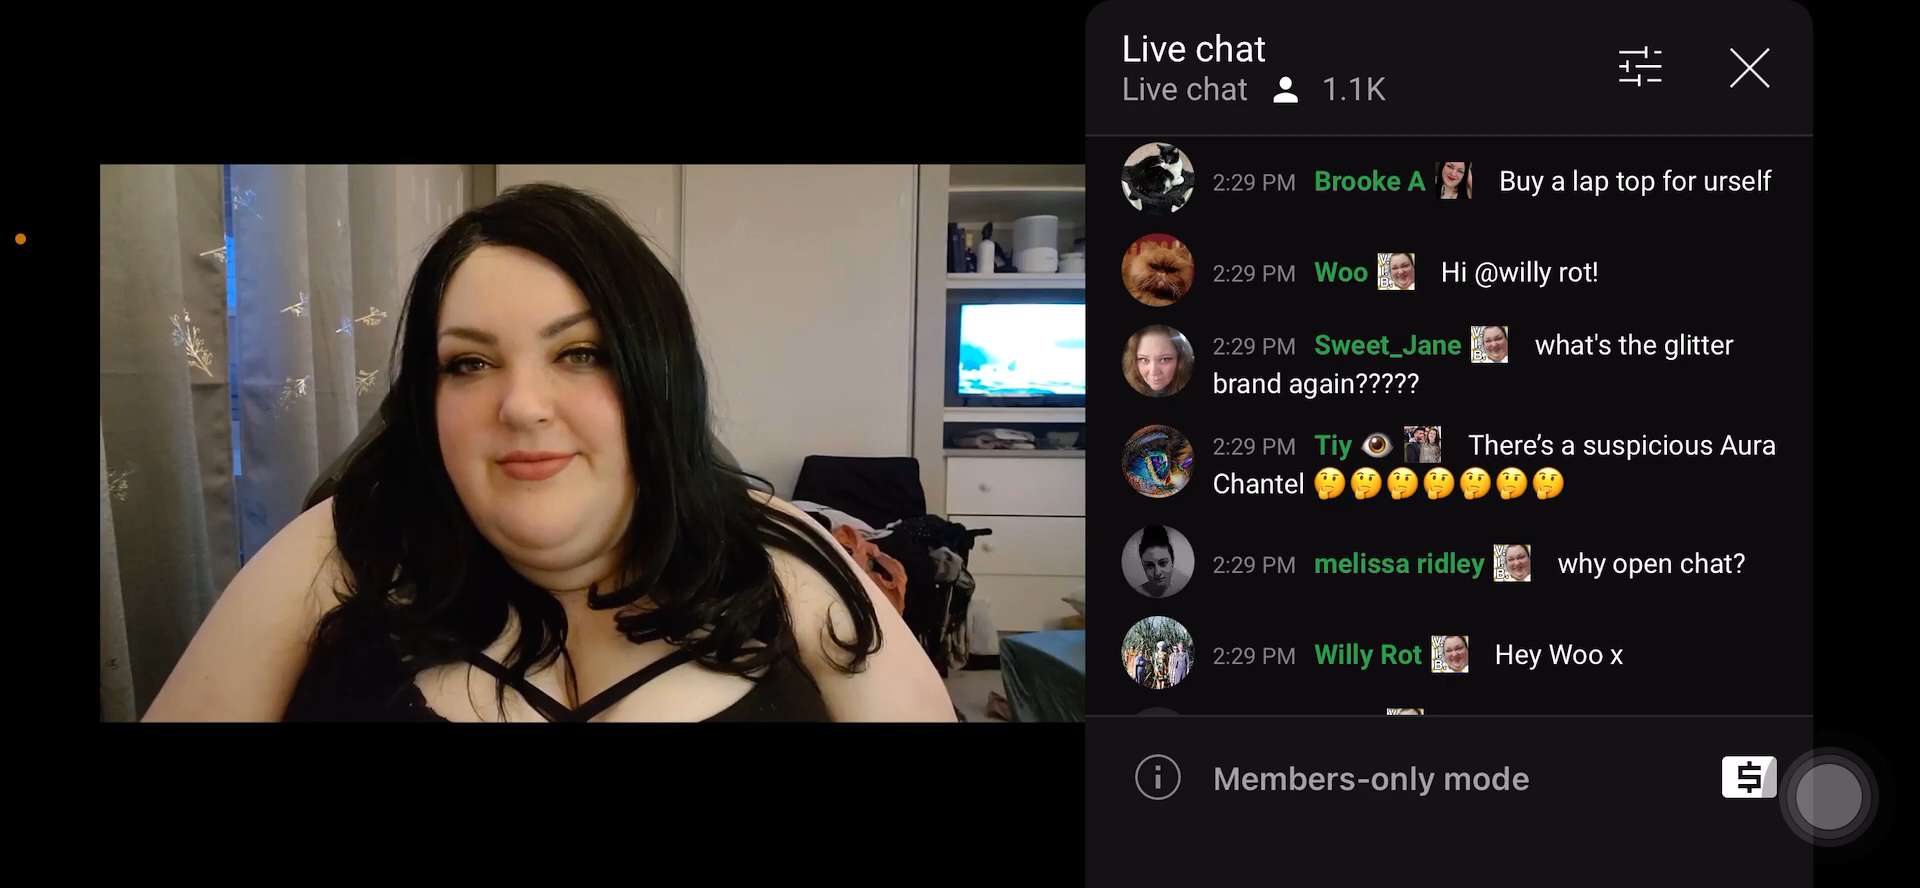 Live chat
Live chat 1.1K
2:29 PM Brooke A Buy a lap top for urself
2:29 PM Woo Hi @willy rot!
2:29 PM Sweet_Jane what's the glitter
brand again?????
2:29 PM Tiy 👁️ There’s a suspicious Aura
Chantel 🤔🤔🤔🤔🤔🤔🤔
2:29 PM melissa ridley why open chat?
2:29 PM Willy Rot Hey Woo x
Members-only mode